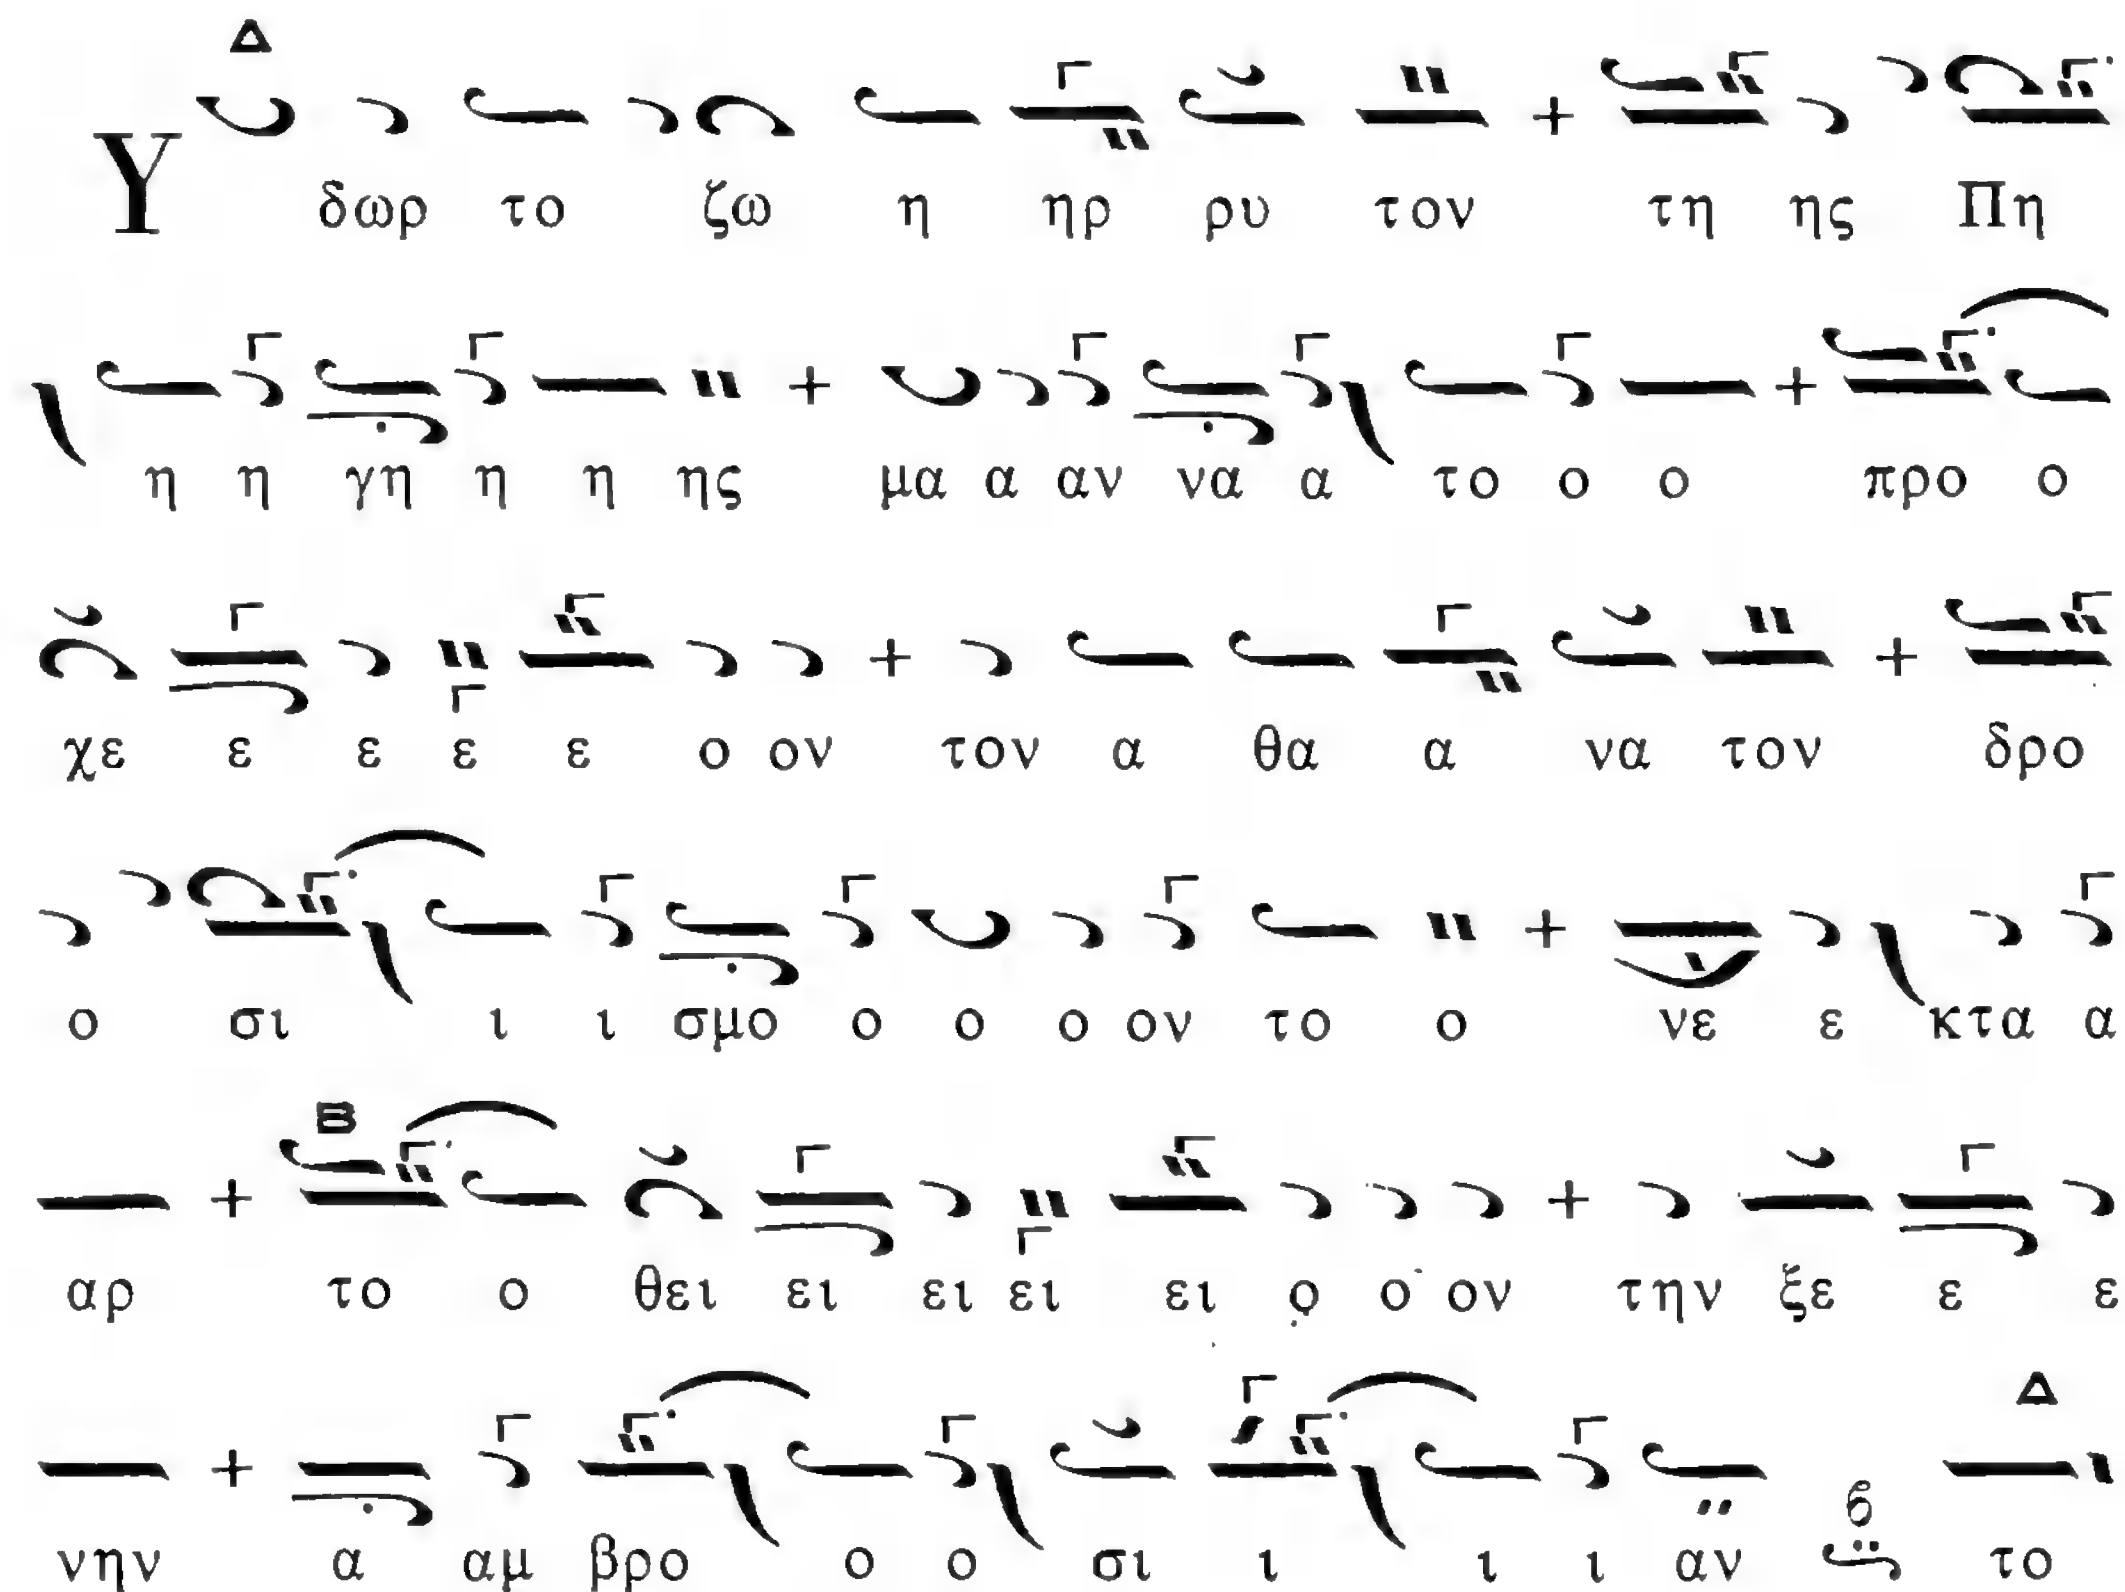 Υ δωρ το ζω η ηρ ρυ τον + τη ης Πη
η η γη η η ης + μα α αν να α το ο ο + προ ο
χε ε ε ε ε ο ον + τον α θα α να τον + δρο
ο σι ι ι σμο ο ο ο ον το ο + νε ε κτα α
αρ + το ο θει ει ει ει ει ο ο ον + την ξε ε ε
νην + α αμ βρο ο ο σι ι ι ι αν το